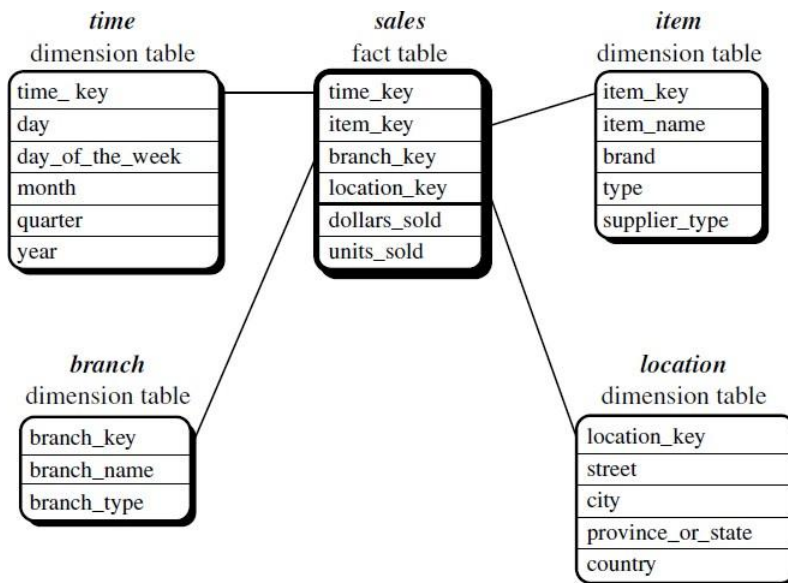 time
dimension table
time_ key
day
day_of_the_week
month
quarter
year
sales
fact table
time_key
item_key
branch_key
location_key
dollars_sold
units_sold
item
dimension table
item_key
item_name
brand
type
supplier_type
branch
dimension table
branch_key
branch_name
branch_type
location
dimension table
location_key
street
city
province_or_state
country